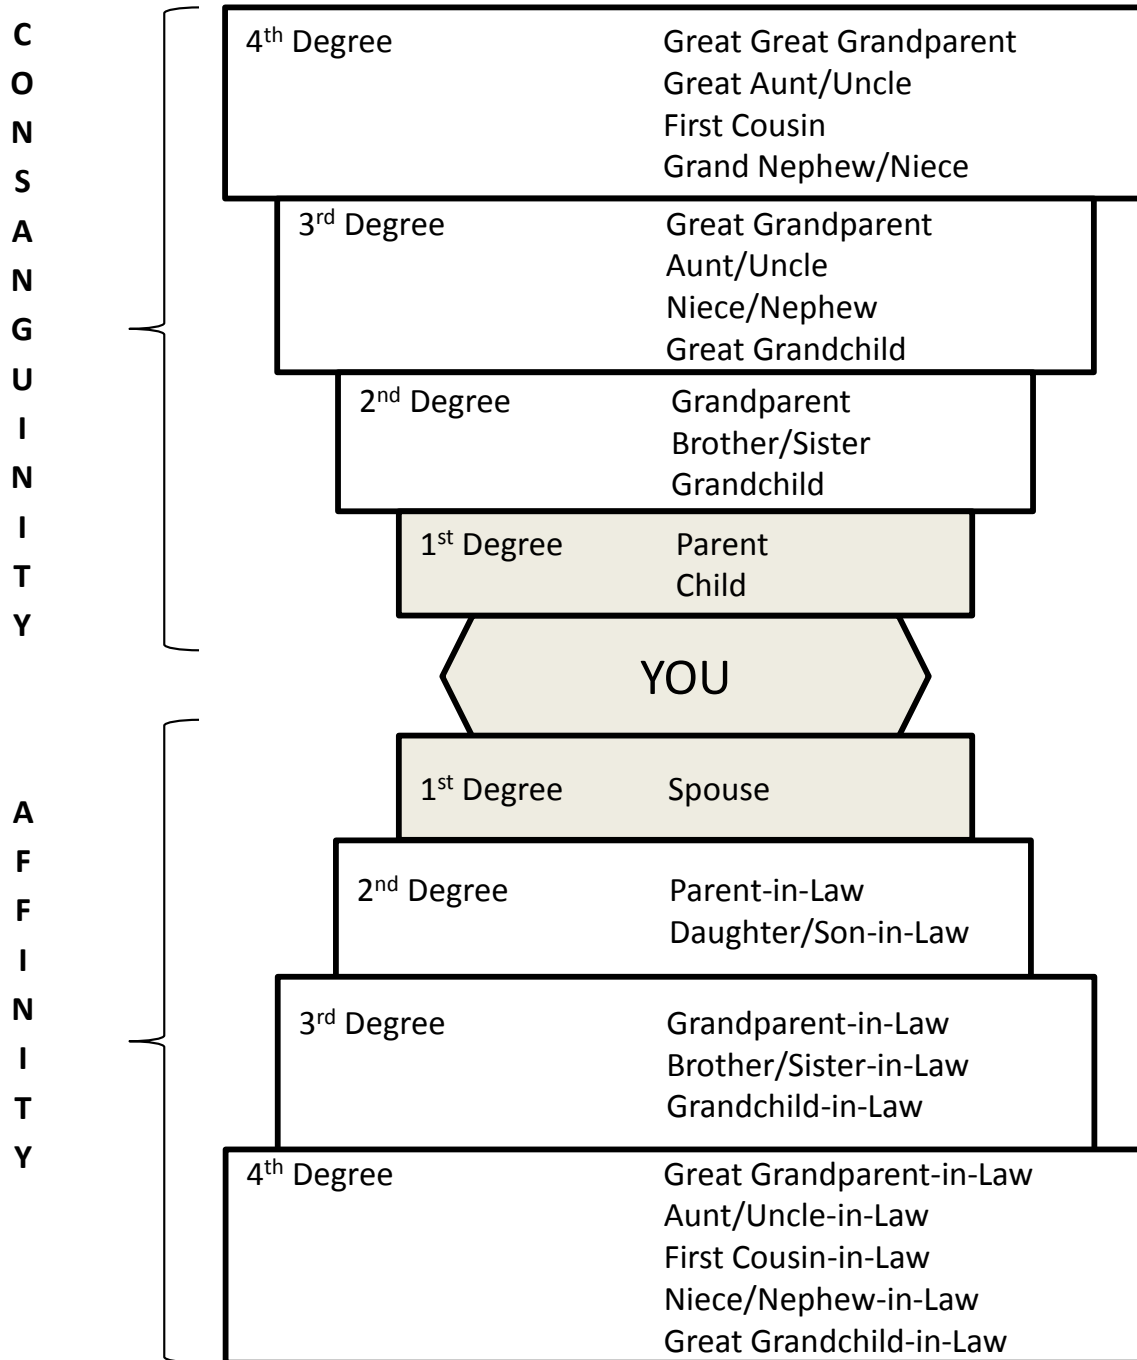 CONSANGUINITY
4th Degree Great Great Grandparent
Great Aunt/Uncle
First Cousin
Grand Nephew/Niece
3rd Degree Great Grandparent
Aunt/Uncle
Niece/Nephew
Great Grandchild
2nd Degree Grandparent
Brother/Sister
Grandchild
1st Degree Parent
Child
YOU
AFFINITY
1st Degree Spouse
2nd Degree Parent-in-Law
Daughter/Son-in-Law
3rd Degree Grandparent-in-Law
Brother/Sister-in-Law
Grandchild-in-Law
4th Degree Great Grandparent-in-Law
Aunt/Uncle-in-Law
First Cousin-in-Law
Niece/Nephew-in-Law
Great Grandchild-in-Law